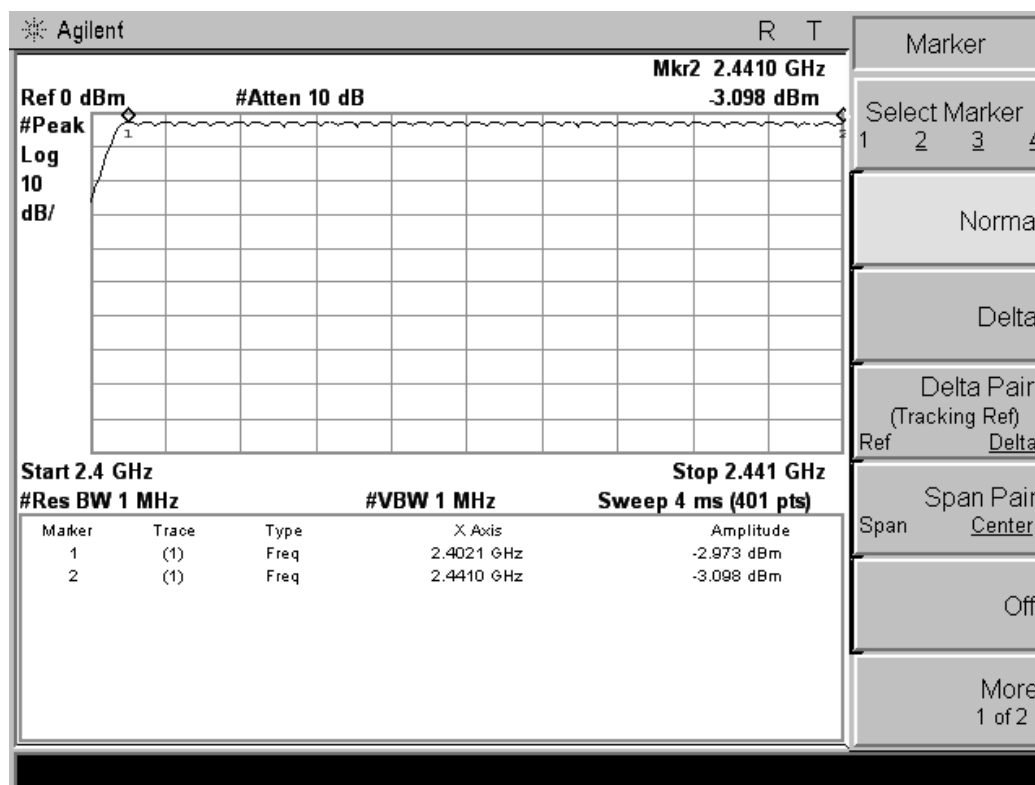 Agilent R T
Mkr2 2.4410 GHz
Ref 0 dBm #Atten 10 dB -3.098 dBm
#Peak
Log
10
dB/
1
2
Start 2.4 GHz Stop 2.441 GHz
#Res BW 1 MHz #VBW 1 MHz Sweep 4 ms (401 pts)
Marker Trace Type X Axis Amplitude
1 (1) Freq 2.4021 GHz -2.973 dBm
2 (1) Freq 2.4410 GHz -3.098 dBm
Marker
Select Marker
1 2 3 4
Norma
Delta
Delta Pair
(Tracking Ref)
Ref Delta
Span Pair
Span Center
Off
More
1 of 2